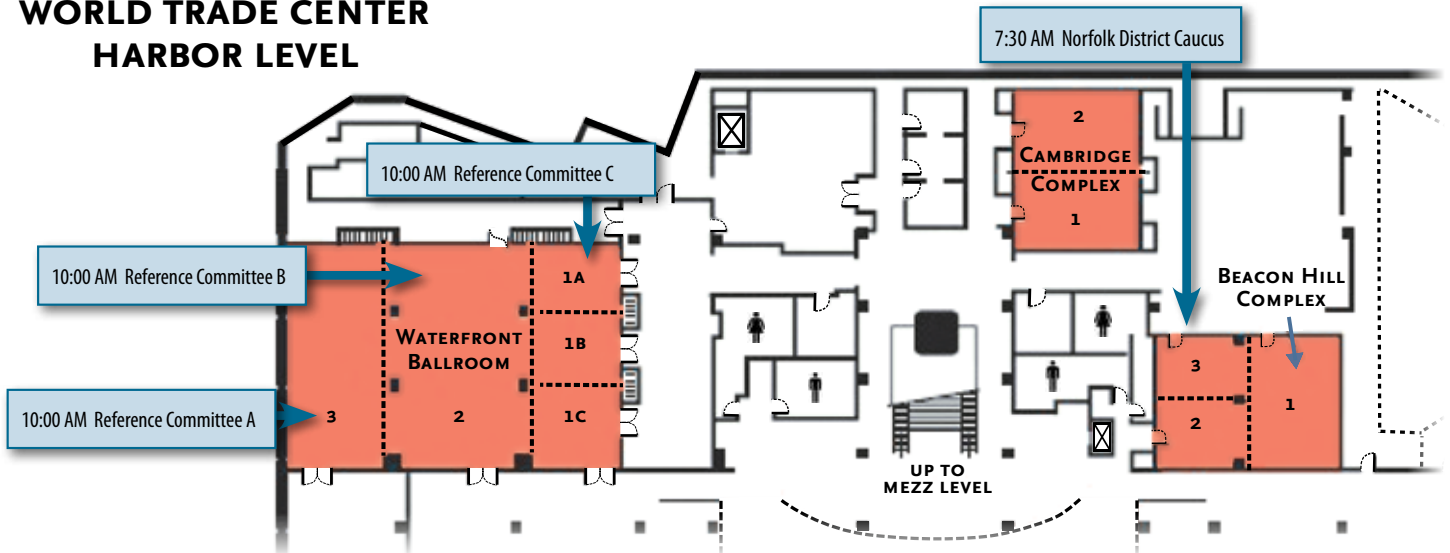 WORLD TRADE CENTER
HARBOR LEVEL
7:30 AM Norfolk District Caucus
2
CAMBRIDGE
COMPLEX
1
10:00 AM Reference Committee C
10:00 AM Reference Committee B
1A
BEACON HILL
COMPLEX
WATERFRONT
BALLROOM
1B
3
1
10:00 AM Reference Committee A
3
2
1C
2
UP TO
MEZZ LEVEL